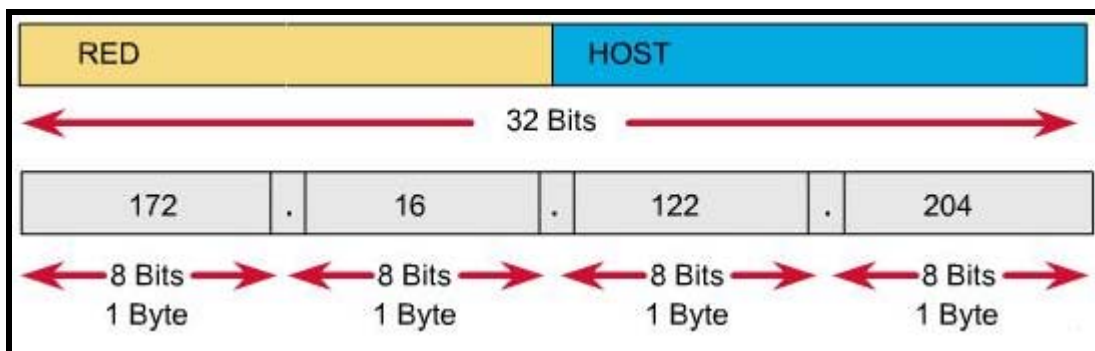 RED HOST
32 Bits
172 . 16 . 122 . 204
8 Bits 8 Bits 8 Bits 8 Bits
1 Byte 1 Byte 1 Byte 1 Byte